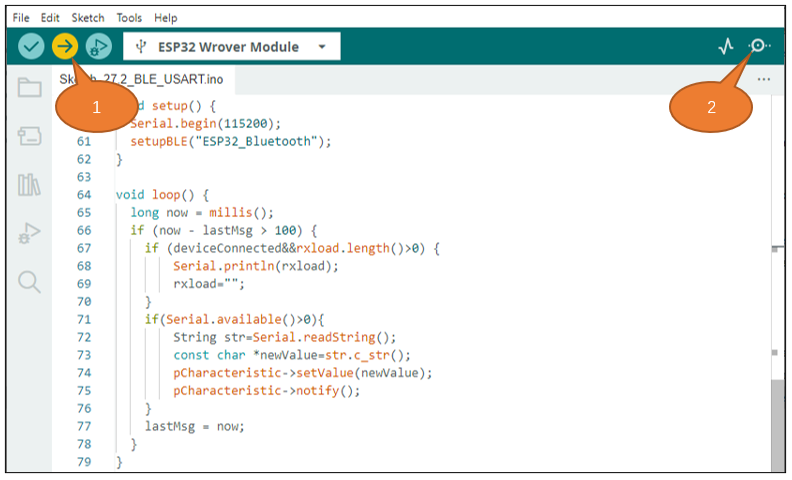 File Edit Sketch Tools Help
ESP32 Wrover Module
Sk 27.2_BLE_USART.ino
1
2
d setup() {
Serial.begin(115200);
61 setupBLE("ESP32_Bluetooth");
62 }
63
64 void loop() {
65 long now = millis();
66 if (now - lastMsg > 100) {
67 if (deviceConnected&&rxload.length()>0) {
68 Serial.println(rxload);
69 rxload="";
70 }
71 if(Serial.available()>0){
72 String str=Serial.readString();
73 const char *newValue=str.c_str();
74 pCharacteristic->setValue(newValue);
75 pCharacteristic->notify();
76 }
77 lastMsg = now;
78 }
79 }